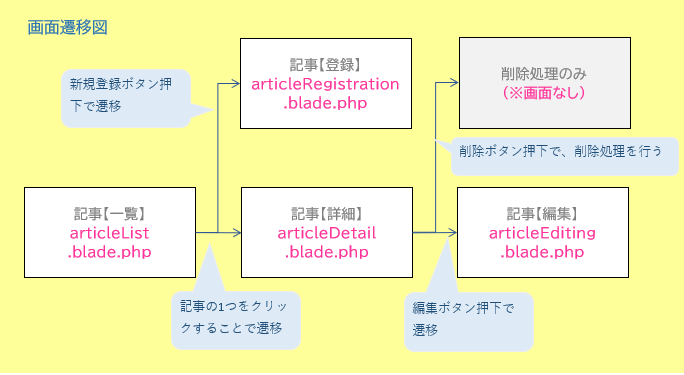 画面遷移図
記事【登録】
articleRegistration
.blade.php
削除処理のみ
（※画面なし）
新規登録ボタン押
下で遷移
削除ボタン押下で、削除処理を行う
記事【一覧】
articleList
.blade.php
記事【詳細】
articleDetail
.blade.php
記事【編集】
articleEditing
.blade.php
記事の1つをクリッ
クすることで遷移
編集ボタン押下で
遷移